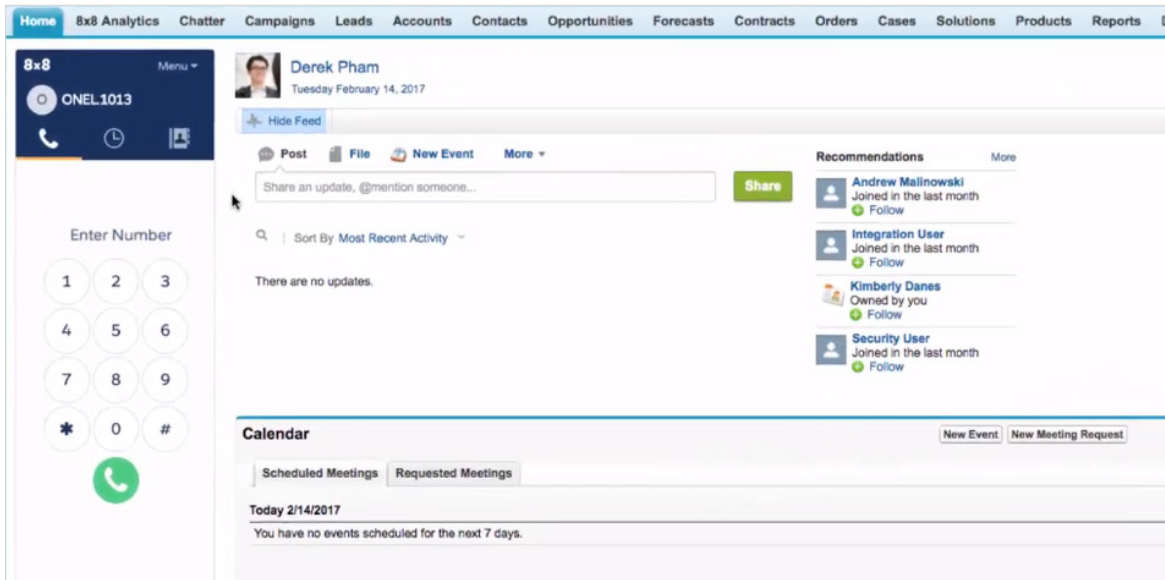 Home 8x8 Analytics Chatter Campaigns Leads Accounts Contacts Opportunities Forecasts Contracts Orders Cases Solutions Products Reports
8x8 Menu
O ONEL1013
Enter Number
1 2 3
4 5 6
7 8 9
* 0 #
Derek Pham
Tuesday February 14, 2017
Hide Feed
Post File New Event More
Share an update, @mention someone...
Share
Sort By Most Recent Activity
There are no updates.
Recommendations More
Andrew Malinowski
Joined in the last month
Follow
Integration User
Joined in the last month
Follow
Kimberly Danes
Owned by you
Follow
Security User
Joined in the last month
Follow
Calendar
New Event New Meeting Request
Scheduled Meetings Requested Meetings
Today 2/14/2017
You have no events scheduled for the next 7 days.